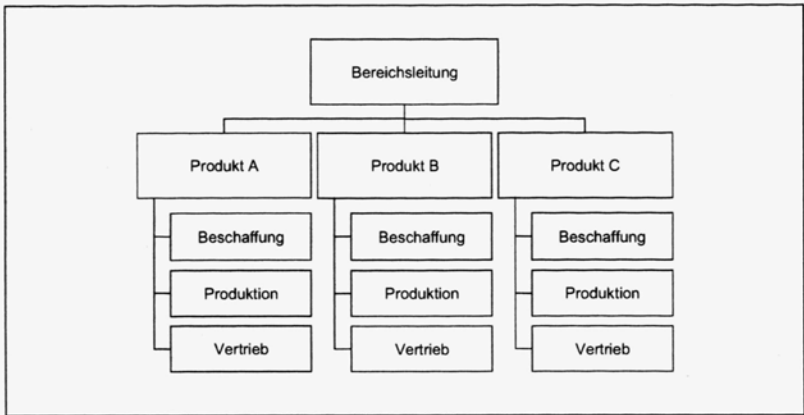 Bereichsleitung
Produkt A
Produkt B
Produkt C
Beschaffung
Beschaffung
Beschaffung
Produktion
Produktion
Produktion
Vertrieb
Vertrieb
Vertrieb